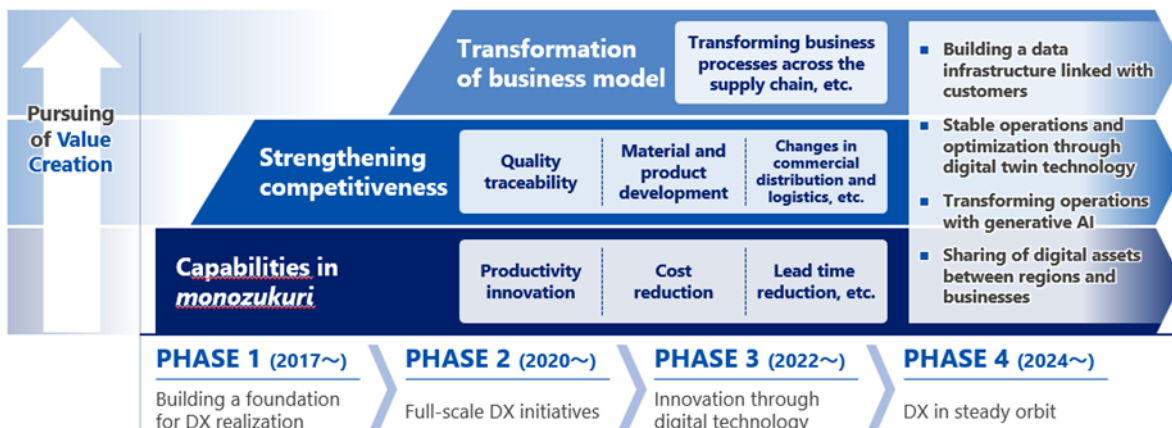 Pursuing
of Value
Creation
Transformation
of business model
Transforming business
processes across the
supply chain, etc.
Strengthening
competitiveness
Quality
traceability
Material and
product
development
Changes in
commercial
distribution and
logistics, etc.
Capabilities in
monozukuri
Productivity
innovation
Cost
reduction
Lead time
reduction, etc.
■ Building a data
infrastructure linked with
customers
■ Stable operations and
optimization through
digital twin technology
■ Transforming operations
with generative AI
■ Sharing of digital assets
between regions and
businesses
PHASE 1 (2017～)
Building a foundation
for DX realization
PHASE 2 (2020～)
Full-scale DX initiatives
PHASE 3 (2022～)
Innovation through
digital technology
PHASE 4 (2024～)
DX in steady orbit